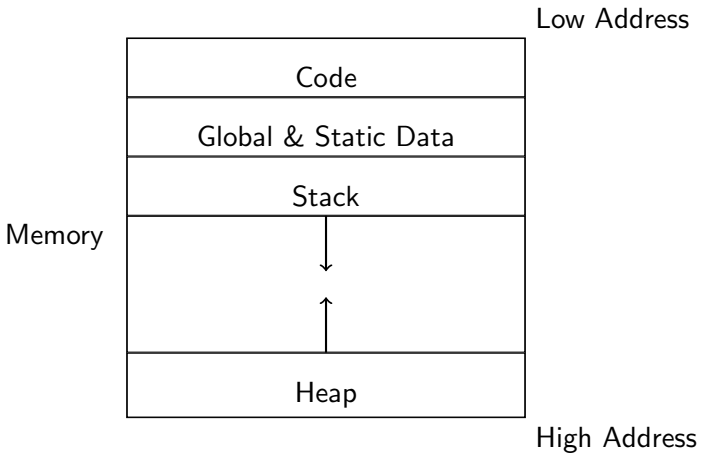 Low Address
Code
Global & Static Data
Stack
Memory
Heap
High Address